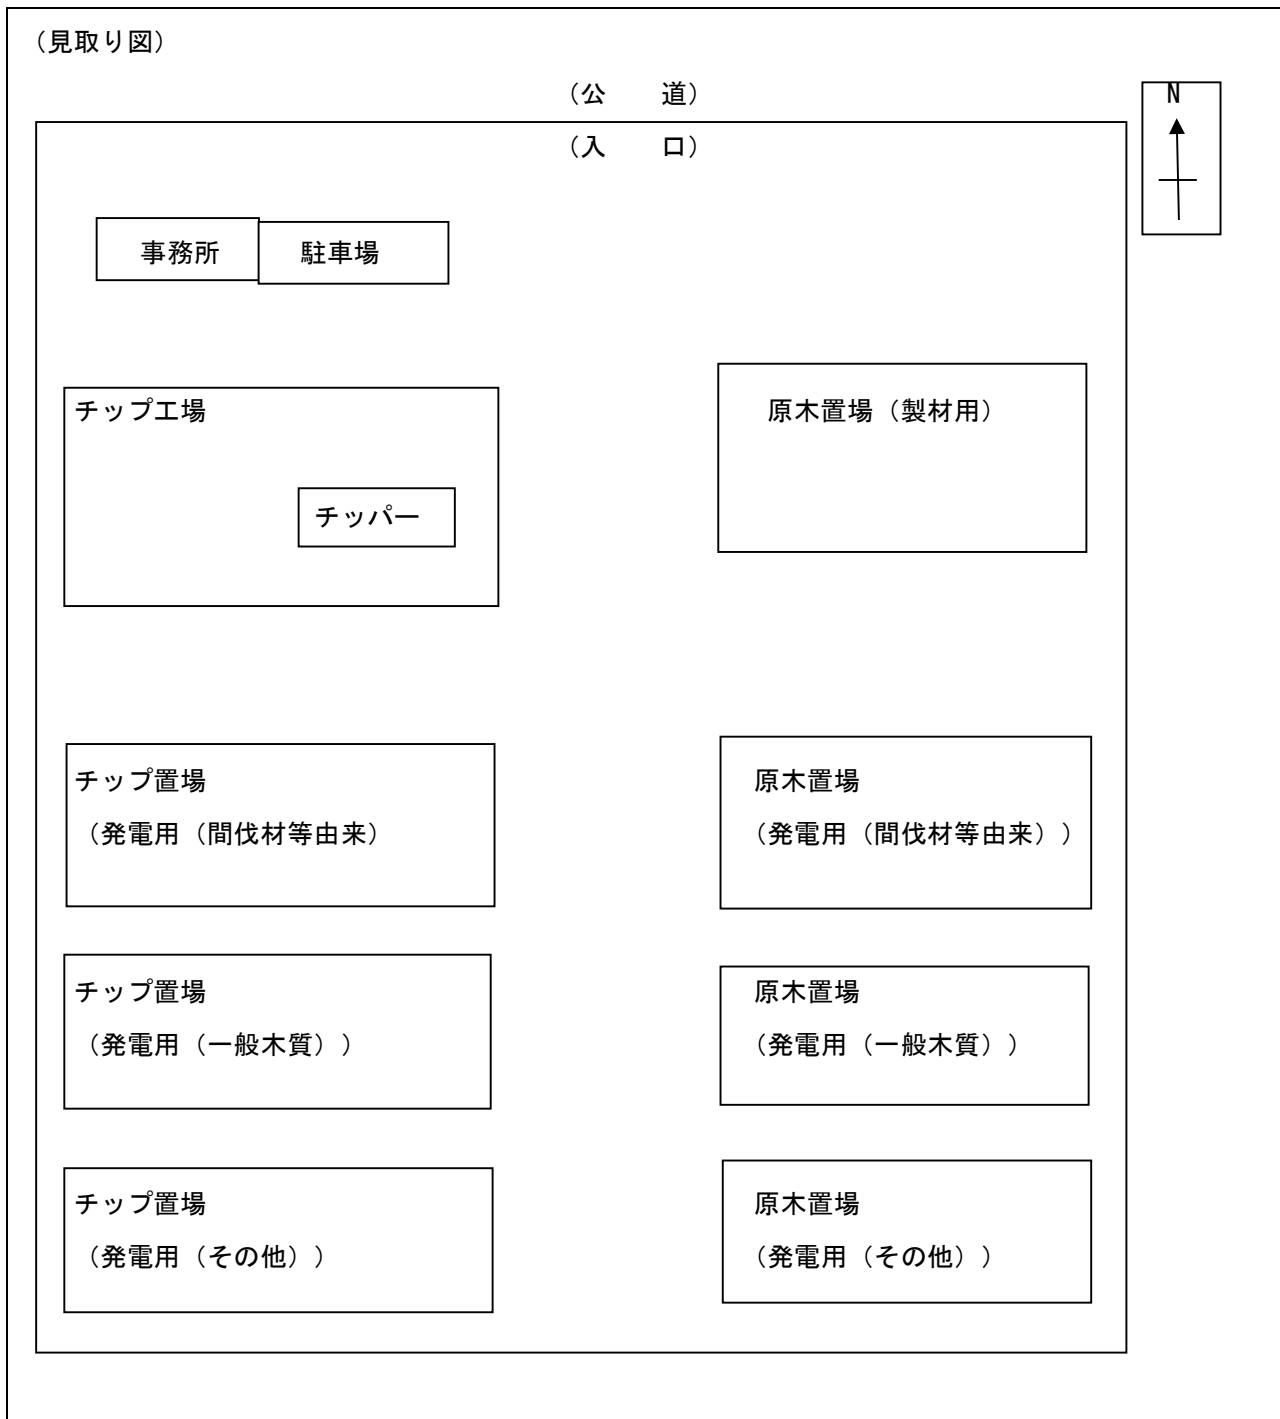 （見取り図）
（公　　道）
N
（入　　口）
事務所　駐車場
チップ工場
原木置場（製材用）
チッパー
チップ置場
（発電用（間伐材等由来）
原木置場
（発電用（間伐材等由来））
チップ置場
（発電用（一般木質））
原木置場
（発電用（一般木質））
チップ置場
（発電用（その他））
原木置場
（発電用（その他））